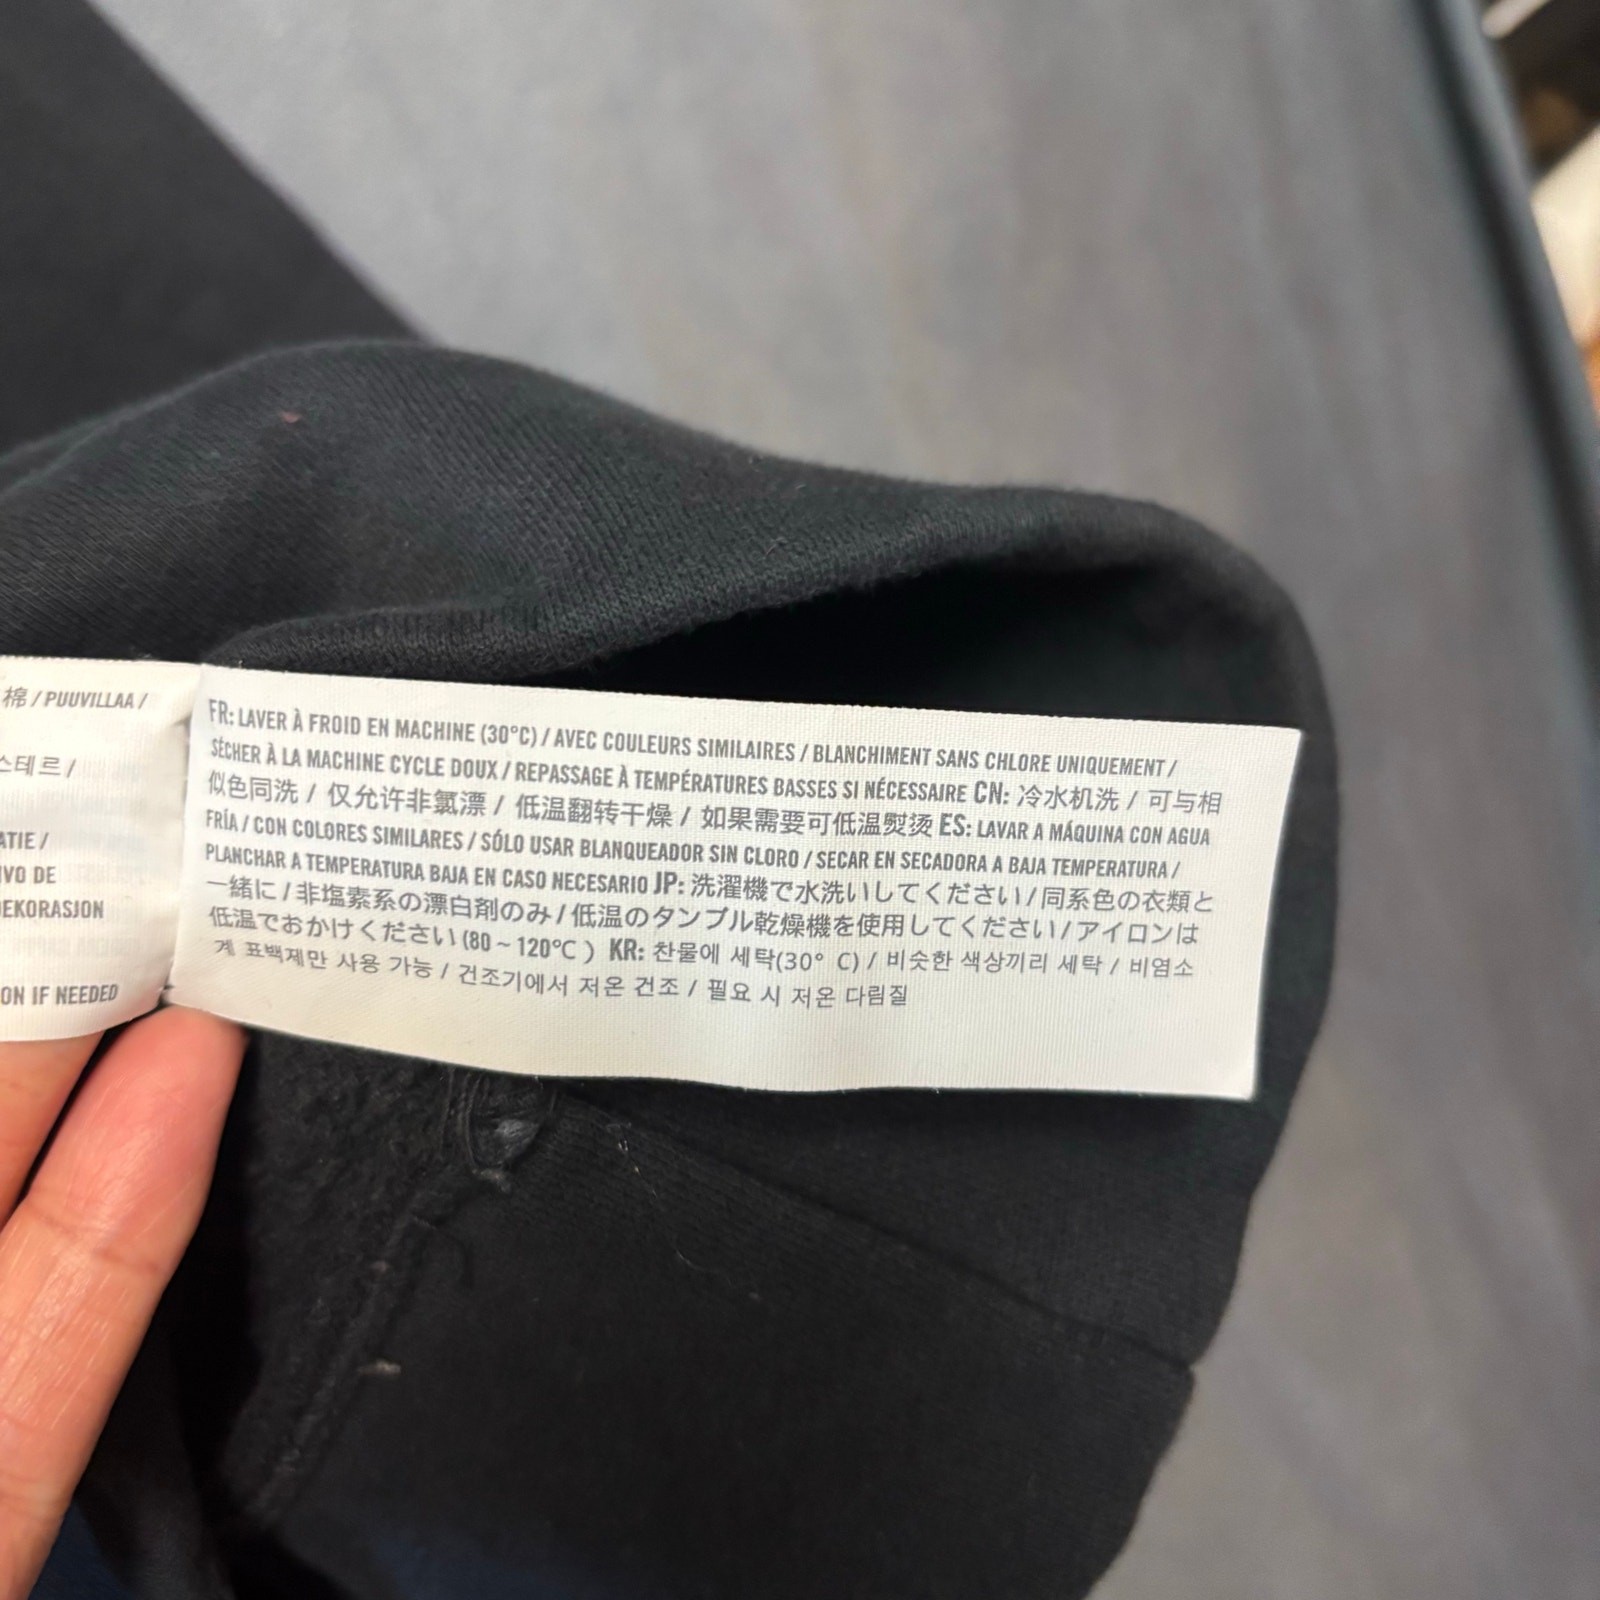 棉 / PUUVILLAA /
스테르 /
ATIE /
IVO DE
DEKORASJON
ON IF NEEDED
FR: LAVER À FROID EN MACHINE (30°C) / AVEC COULEURS SIMILAIRES / BLANCHIMENT SANS CHLORE UNIQUEMENT /
SÉCHER À LA MACHINE CYCLE DOUX / REPASSAGE À TEMPÉRATURES BASSES SI NÉCESSAIRE CN: 冷水机洗 / 可与相
似色同洗 / 仅允许非氯漂 / 低温翻转干燥 / 如果需要可低温熨烫 ES: LAVAR A MÁQUINA CON AGUA
FRÍA / CON COLORES SIMILARES / SÓLO USAR BLANQUEADOR SIN CLORO / SECAR EN SECADORA A BAJA TEMPERATURA /
PLANCHAR A TEMPERATURA BAJA EN CASO NECESARIO JP: 洗濯機で水洗いしてください/同系色の衣類と
一緒に/非塩素系の漂白剤のみ/低温のタンブル乾燥機を使用してください/アイロンは
低温でおかけください (80 ~ 120℃ ) KR: 찬물에 세탁(30° C) / 비슷한 색상끼리 세탁 / 비염소
계 표백제만 사용 가능 / 건조기에서 저온 건조 / 필요 시 저온 다림질